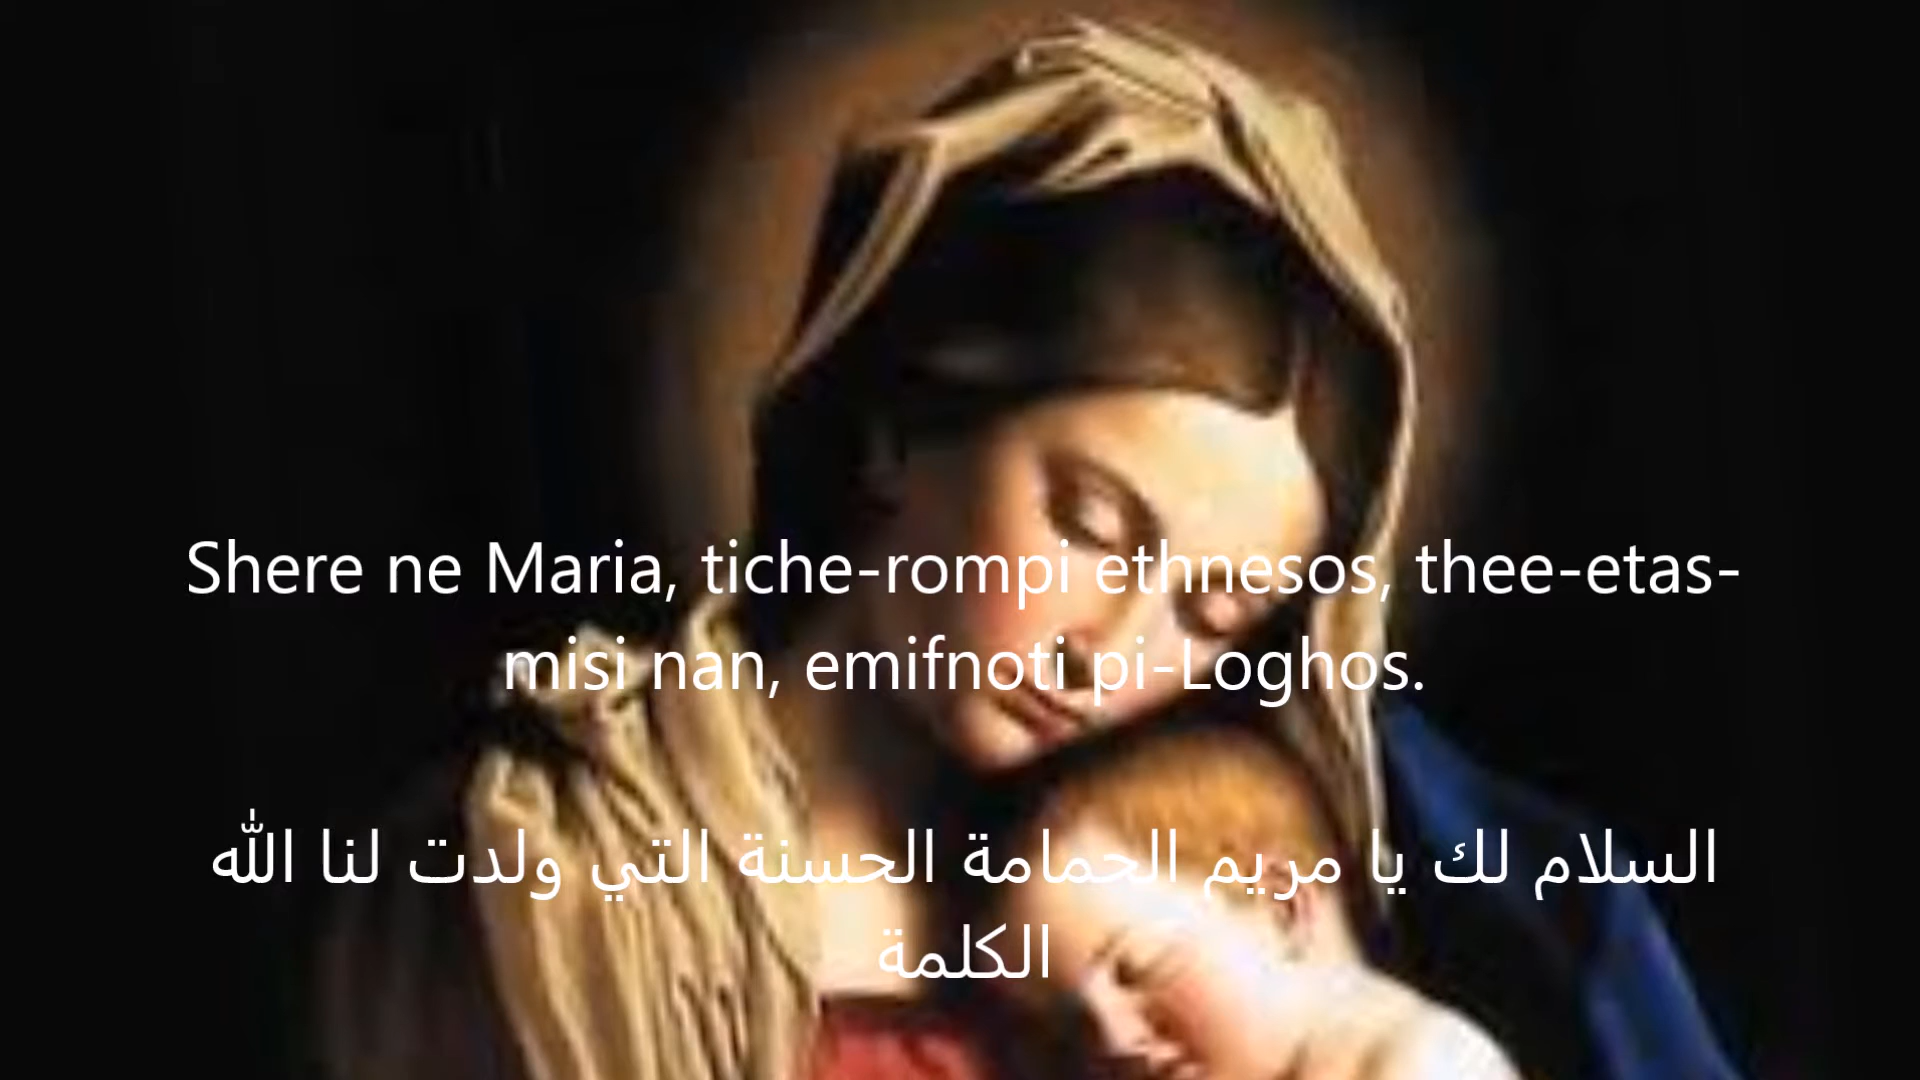 Shere ne Maria, tiche-rompi ethnesos, thee-etas-
misi nan, emifnoti pi-Loghos.
السلام لك يا مريم الحمامة الحسنة التي ولدت لنا الله
الكلمة